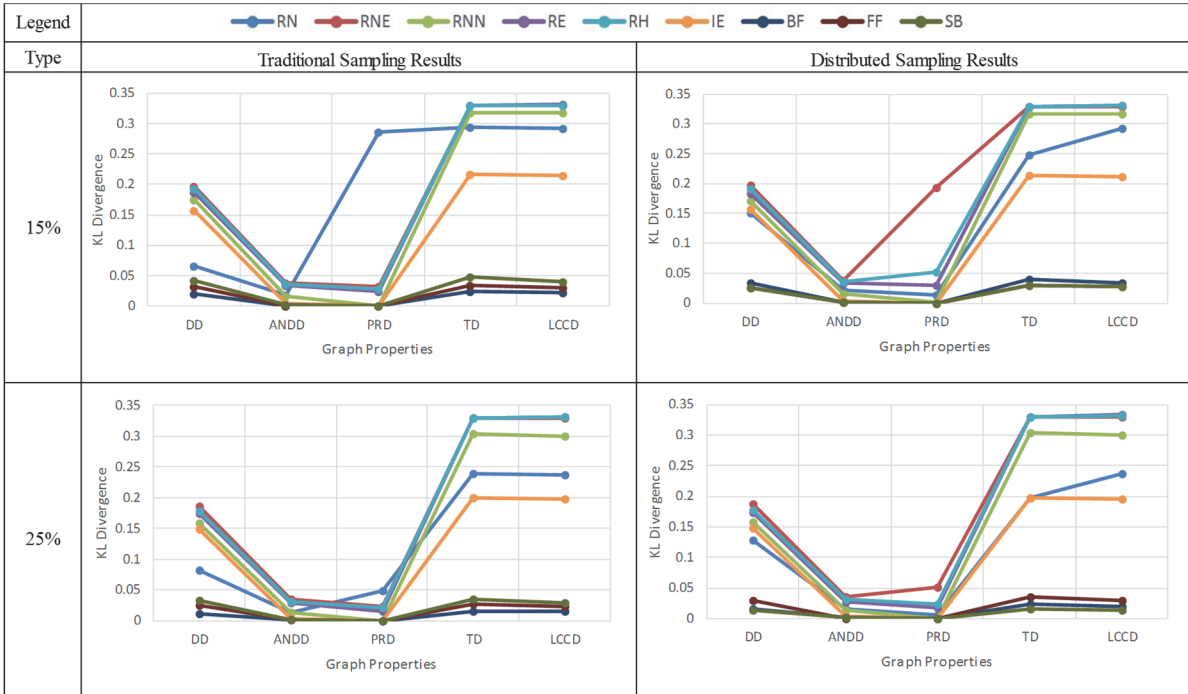 Legend
RN RNE RNN RE RH IE BF FF SB
Type
Traditional Sampling Results
Distributed Sampling Results
15%
KL Divergence
0.35
0.3
0.25
0.2
0.15
0.1
0.05
0
DD ANDD PRD TD LCCD
Graph Properties
KL Divergence
0.35
0.3
0.25
0.2
0.15
0.1
0.05
0
DD ANDD PRD TD LCCD
Graph Properties
25%
KL Divergence
0.35
0.3
0.25
0.2
0.15
0.1
0.05
0
DD ANDD PRD TD LCCD
Graph Properties
KL Divergence
0.35
0.3
0.25
0.2
0.15
0.1
0.05
0
DD ANDD PRD TD LCCD
Graph Properties